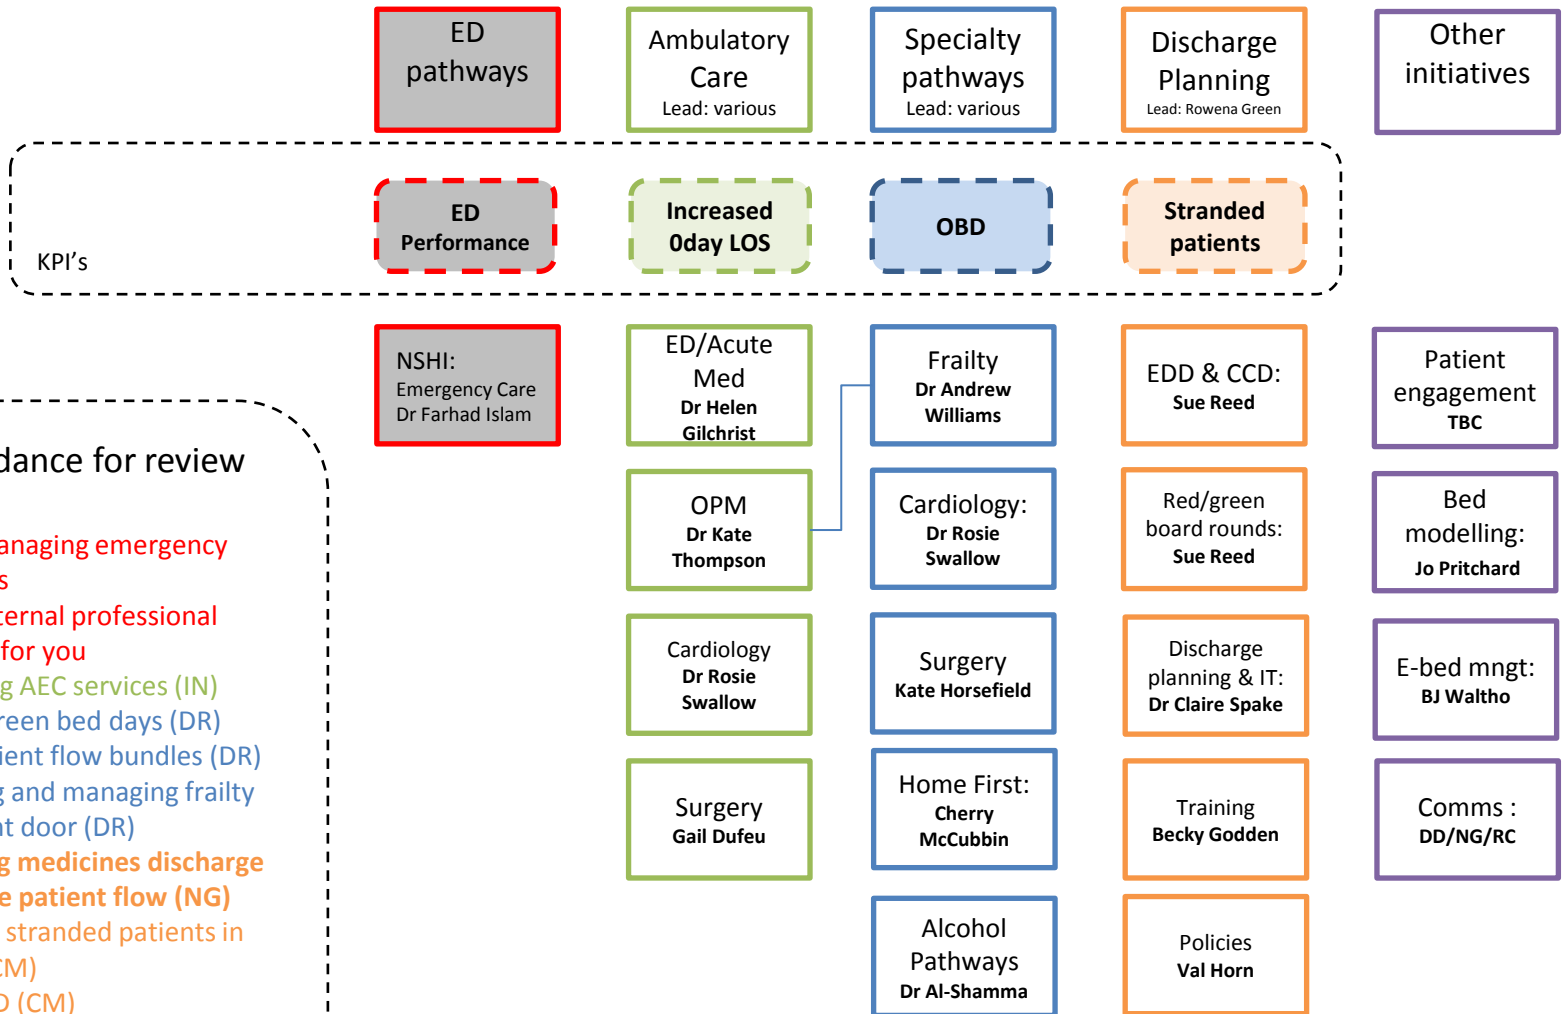 ED
pathways
Ambulatory
Care
Lead: various
Specialty
pathways
Lead: various
Discharge
Planning
Lead: Rowena Green
Other
initiatives
KPI’s
ED
Performance
Increased
0day LOS
OBD
Stranded
patients
NSHI:
Emergency Care
Dr Farhad Islam
ED/Acute
Med
Dr Helen
Gilchrist
Frailty
Dr Andrew
Williams
EDD & CCD:
Sue Reed
Patient
engagement
TBC
OPM
Dr Kate
Thompson
Cardiology:
Dr Rosie
Swallow
Red/green
board rounds:
Sue Reed
Bed
modelling:
Jo Pritchard
Cardiology
Dr Rosie
Swallow
Surgery
Kate Horsefield
Discharge
planning & IT:
Dr Claire Spake
E-bed mngt:
BJ Waltho
Surgery
Gail Dufeu
Home First:
Cherry
McCubbin
Training
Becky Godden
Comms :
DD/NG/RC
Alcohol
Pathways
Dr Al-Shamma
Policies
Val Horn
dance for review
anaging emergency
s
ternal professional
for you
g AEC services (IN)
reen bed days (DR)
ient flow bundles (DR)
g and managing frailty
nt door (DR)
g medicines discharge
e patient flow (NG)
stranded patients in
CM)
D (CM)